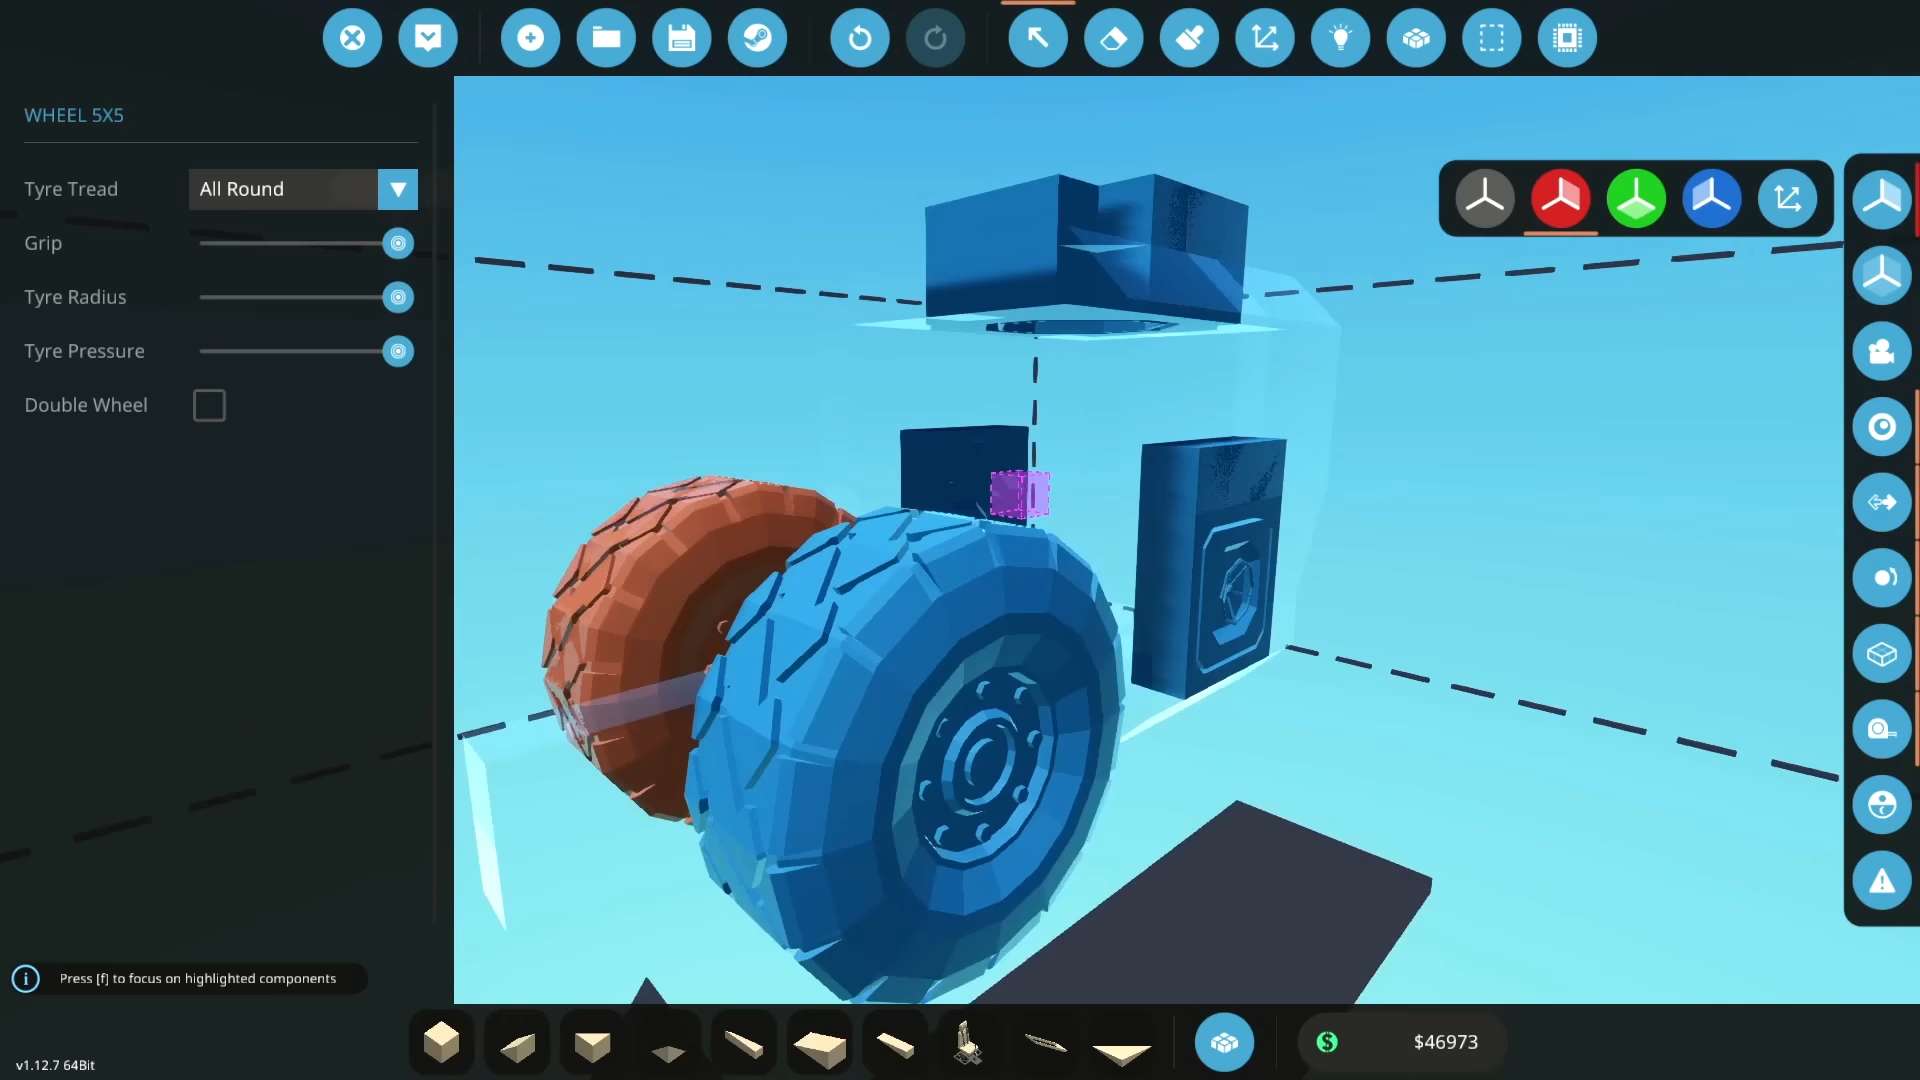 WHEEL 5X5
Tyre Tread
All Round
Grip
Tyre Radius
Tyre Pressure
Double Wheel
Press [f] to focus on highlighted components
$46973
v1.12.7 64Bit